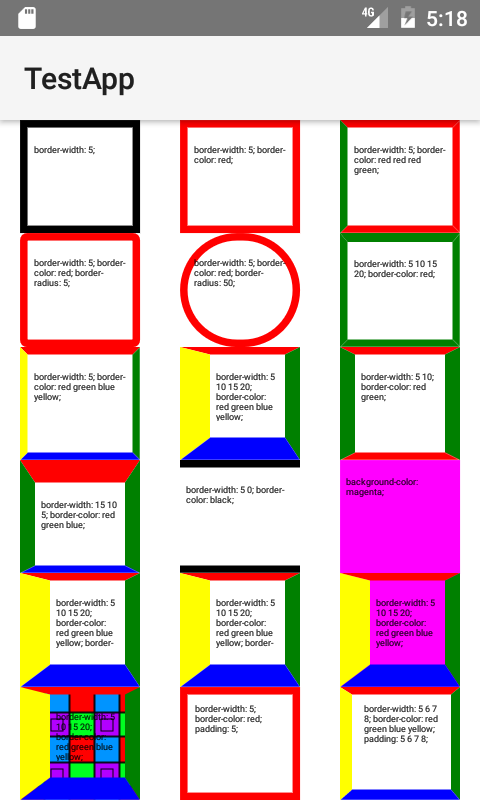 4G 5:18
TestApp
border-width: 5;
border-width: 5; border-
color: red;
border-width: 5; border-
color: red red red
green;
border-width: 5; border-
color: red; border-
radius: 5;
border-width: 5; border-
color: red; border-
radius: 50;
border-width: 5 10 15
20; border-color: red;
border-width: 5; border-
color: red green blue
yellow;
border-width: 5
10 15 20;
border-color:
red green blue
yellow;
border-width: 5 10;
border-color: red
green;
border-width: 15 10
5; border-color: red
green blue;
border-width: 5 0; border-
color: black;
background-color:
magenta;
border-width: 5
10 15 20;
border-color:
red green blue
yellow; border-
border-width: 5
10 15 20;
border-color:
red green blue
yellow; border-
border-width: 5
10 15 20;
border-color:
red green blue
yellow;
border-width: 5
10 15 20;
border-color:
red green blue
yellow;
border-width: 5;
border-color: red;
padding: 5;
border-width: 5 6 7
8; border-color: red
green blue yellow;
padding: 5 6 7 8;